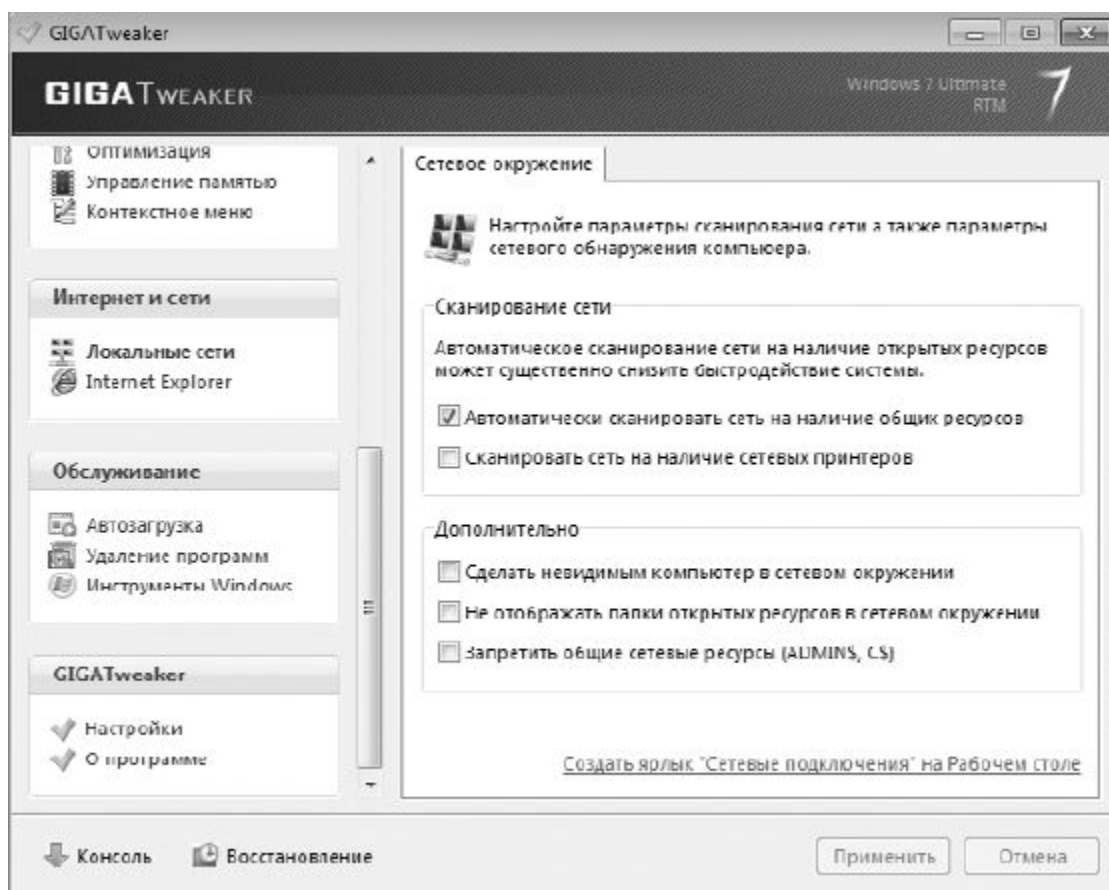 GIGATweaker
GIGATWEAKER
Windows 7 Ultimate
RTM
7
Оптимизация
Управление памятью
Контекстное меню
Интернет и сети
Локальные сети
Internet Explorer
Обслуживание
Автозагрузка
Удаление программ
Инструменты Windows
GIGATweaker
Настройки
О программе
Сетевое окружение
Настройте параметры сканирования сети а также параметры
сетевого обнаружения компьюера.
Сканирование сети
Автоматическое сканирование сети на наличие открытых ресурсов
может существенно снизить быстродействие системы.
Автоматически сканировать сеть на наличие общих ресурсов
Сканировать сеть на наличие сетевых принтеров
Дополнительно
Сделать невидимым компьютер в сетевом окружении
Не отображать папки открытых ресурсов в сетевом окружении
Запретить общие сетевые ресурсы (ADMIN$, C$)
Создать ярлык "Сетевые подключения" на Рабочем столе
Консоль
Восстановление
Применить
Отмена